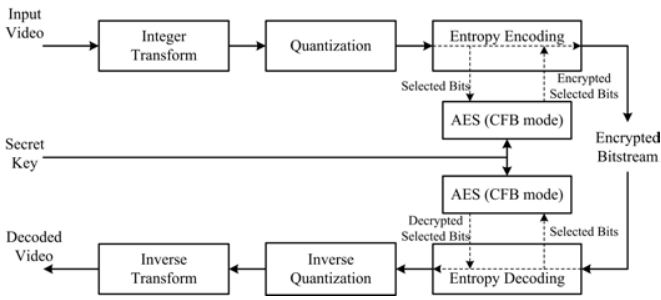 Input
Video
Integer
Transform
Quantization
Entropy Encoding
Selected Bits
Encrypted
Selected Bits
AES (CFB mode)
Secret
Key
Encrypted
Bitstream
AES (CFB mode)
Decrypted
Selected Bits
Selected Bits
Decoded
Video
Inverse
Transform
Inverse
Quantization
Entropy Decoding